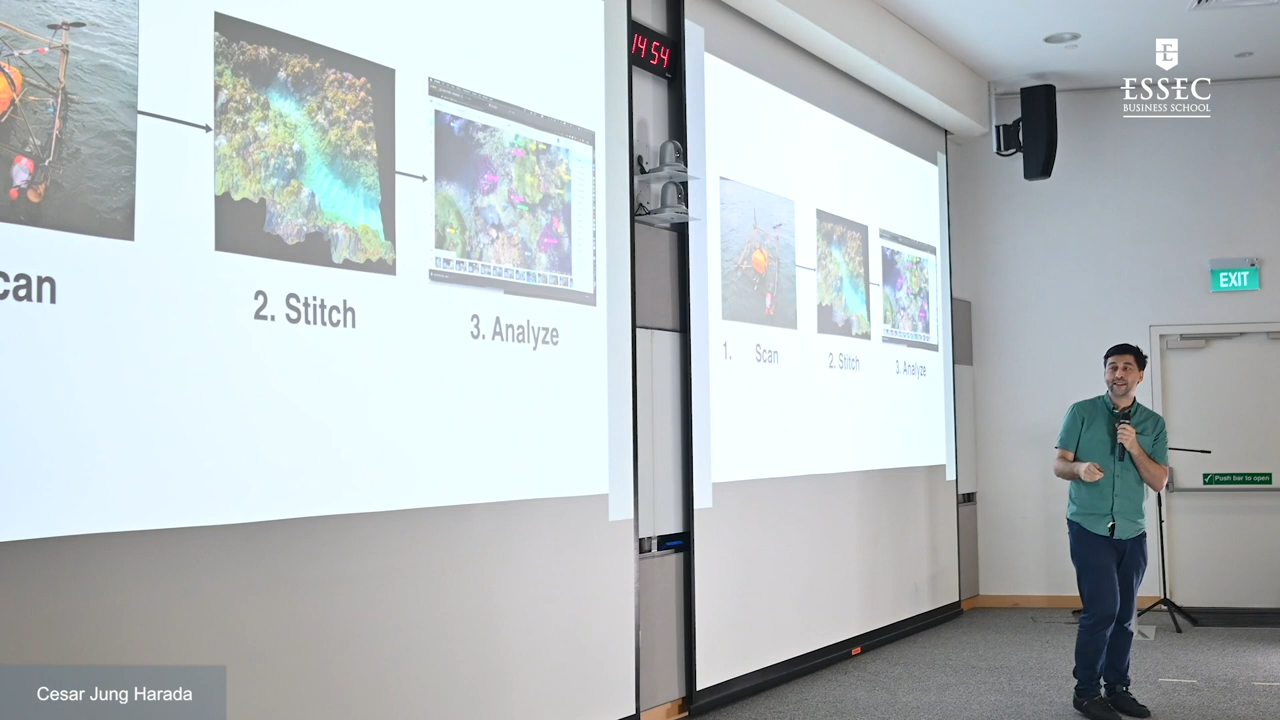 14 54
ESSEC
BUSINESS SCHOOL
can
2. Stitch
3. Analyze
1. Scan
2. Stitch
3. Analyze
EXIT
Push bar to open
Cesar Jung Harada